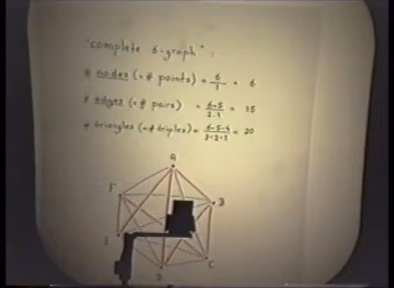 "complete 6-graph" :
# nodes (= # points) = 6/1 = 6
# edges (= # pairs) = 6·5/2·1 = 15
# triangles (= # triples) = 6·5·4/3·2·1 = 20
A
F B
E
D C